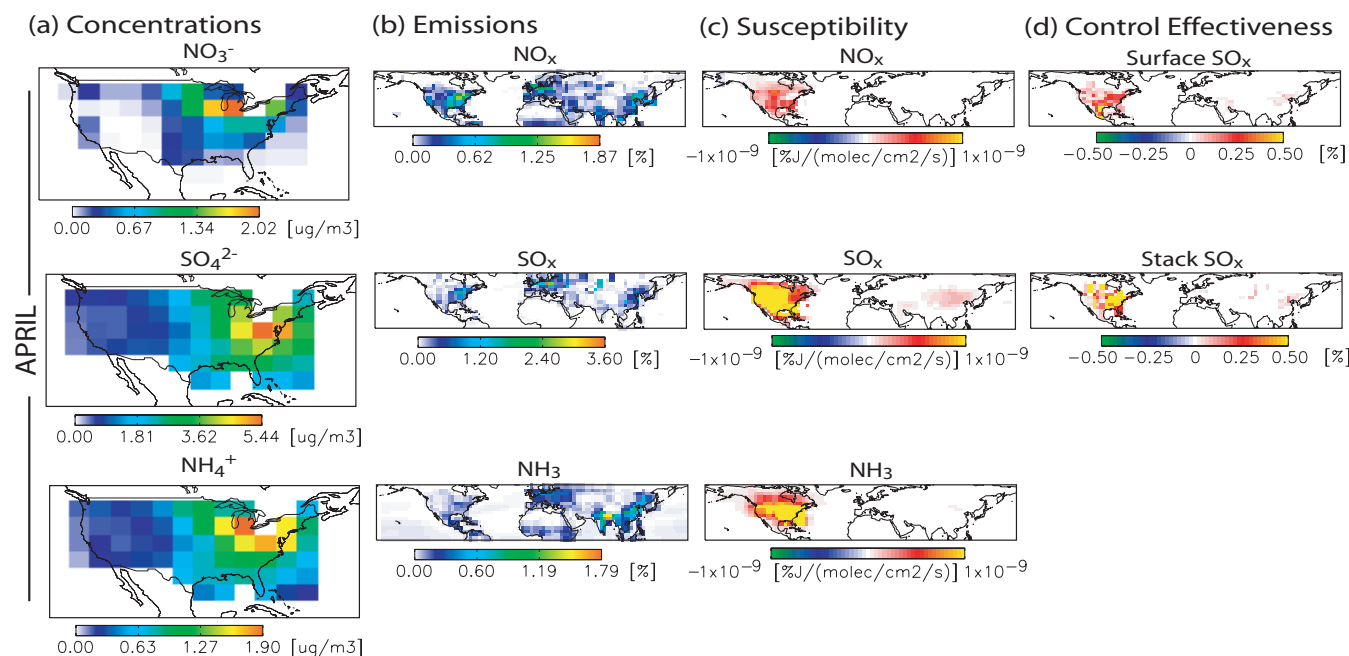 (a) Concentrations
(b) Emissions
(c) Susceptibility
(d) Control Effectiveness
NO₃⁻
NOₓ
NOₓ
Surface SOₓ
0.00 0.62 1.25 1.87 [%]
−1x10⁻⁹ [%J/(molec/cm2/s)] 1x10⁻⁹
−0.50 −0.25 0 0.25 0.50 [%]
0.00 0.67 1.34 2.02 [ug/m3]
APRIL
SO₄²⁻
SOₓ
SOₓ
Stack SOₓ
0.00 1.20 2.40 3.60 [%]
−1x10⁻⁹ [%J/(molec/cm2/s)] 1x10⁻⁹
−0.50 −0.25 0 0.25 0.50 [%]
0.00 1.81 3.62 5.44 [ug/m3]
NH₄⁺
NH₃
NH₃
0.00 0.60 1.19 1.79 [%]
−1x10⁻⁹ [%J/(molec/cm2/s)] 1x10⁻⁹
0.00 0.63 1.27 1.90 [ug/m3]